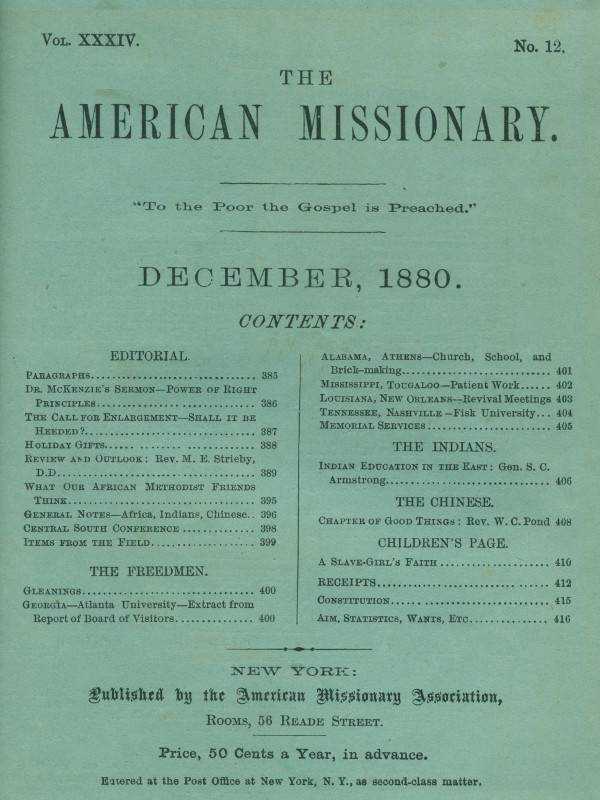 VOL. XXXIV.
No. 12.
THE
AMERICAN MISSIONARY.
"To the Poor the Gospel is Preached."
DECEMBER, 1880.
CONTENTS:
EDITORIAL.
PARAGRAPHS 385
DR. MCKENZIE'S SERMON—POWER OF RIGHT
PRINCIPLES 386
THE CALL FOR ENLARGEMENT—SHALL IT BE
HEEDED? 387
HOLIDAY GIFTS 388
REVIEW AND OUTLOOK: REV. M. E. STRIEBY,
D.D. 389
WHAT OUR AFRICAN METHODIST FRIENDS
THINK 395
GENERAL NOTES—Africa, Indians, Chinese 396
CENTRAL SOUTH CONFERENCE 398
ITEMS FROM THE FIELD 399
THE FREEDMEN.
GLEANINGS 400
GEORGIA—Atlanta University—Extract from
Report of Board of Visitors 400
ALABAMA, ATHENS—Church, School, and
Brick-making 401
MISSISSIPPI, TOUGALOO—Patient Work 402
LOUISIANA, NEW ORLEANS—Revival Meetings 403
TENNESSEE, NASHVILLE—Fisk University 404
MEMORIAL SERVICES 405
THE INDIANS.
INDIAN EDUCATION IN THE EAST: Gen. S. C.
Armstrong 406
THE CHINESE.
CHAPTER OF GOOD THINGS: Rev. W. C. Pond 408
CHILDREN'S PAGE.
A SLAVE-GIRL'S FAITH 410
RECEIPTS 412
CONSTITUTION 415
AIM, STATISTICS, WANTS, ETC 416
NEW YORK:
Published by the American Missionary Association,
ROOMS, 56 READE STREET.
Price, 50 Cents a Year, in advance.
Entered at the Post Office at New York, N. Y., as second-class matter.